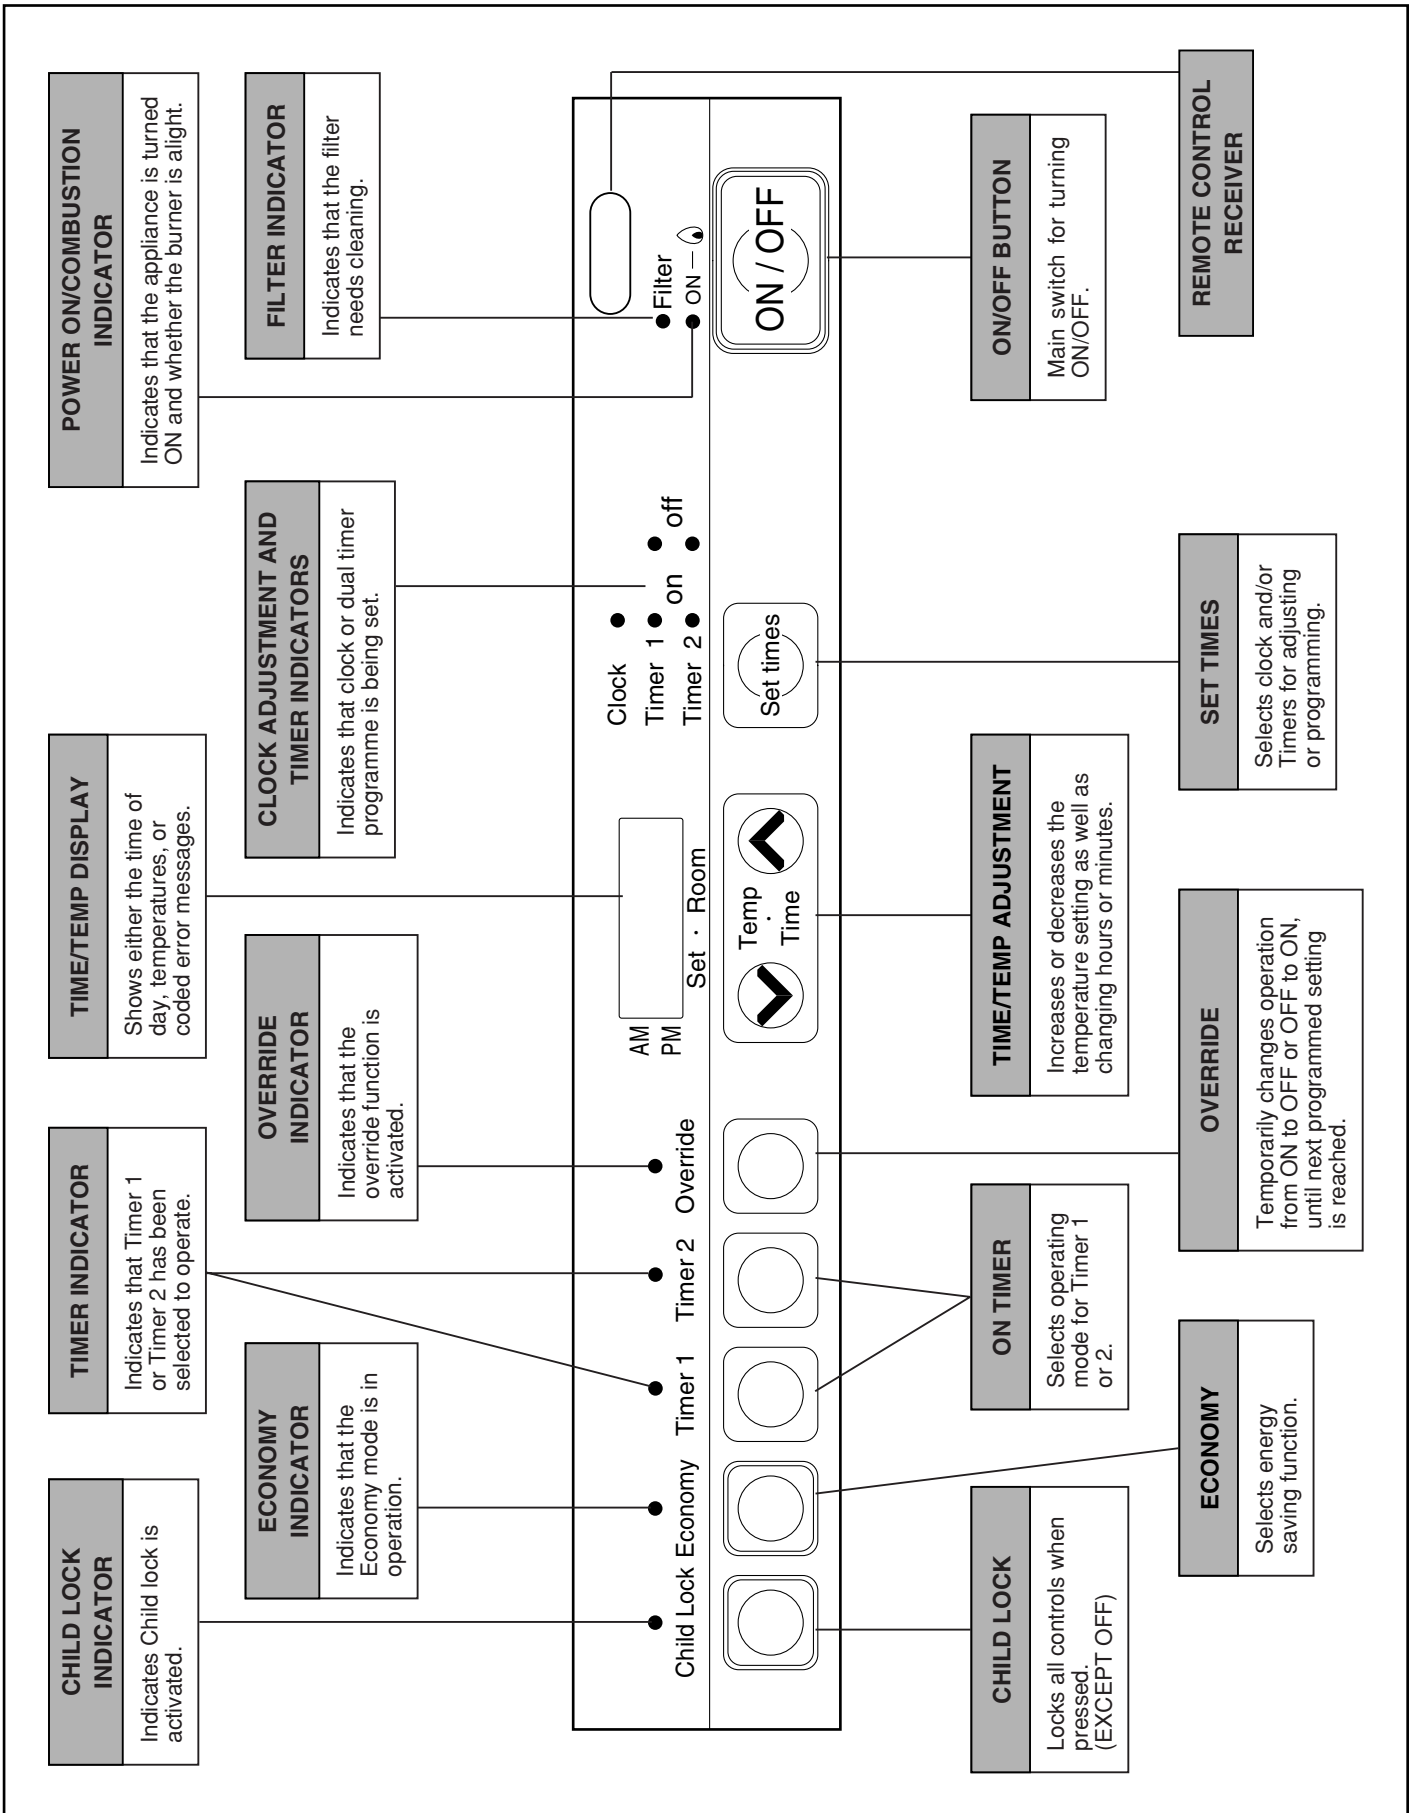 CHILD LOCK
INDICATOR
Indicates Child lock is
activated.
TIMER INDICATOR
Indicates that Timer 1
or Timer 2 has been
selected to operate.
TIME/TEMP DISPLAY
Shows either the time of
day, temperatures, or
coded error messages.
POWER ON/COMBUSTION
INDICATOR
Indicates that the appliance is turned
ON and whether the burner is alight.
ECONOMY
INDICATOR
Indicates that the
Economy mode is in
operation.
OVERRIDE
INDICATOR
Indicates that the
override function is
activated.
CLOCK ADJUSTMENT AND
TIMER INDICATORS
Indicates that clock or dual timer
programme is being set.
FILTER INDICATOR
Indicates that the filter
needs cleaning.
Child Lock
Economy
Timer 1
Timer 2
Override
AM
PM
Set · Room
Clock
Timer 1
Timer 2
on
off
Filter
ON
Temp
·
Time
Set times
ON / OFF
CHILD LOCK
Locks all controls when
pressed.
(EXCEPT OFF)
ON TIMER
Selects operating
mode for Timer 1
or 2.
TIME/TEMP ADJUSTMENT
Increases or decreases the
temperature setting as well as
changing hours or minutes.
ON/OFF BUTTON
Main switch for turning
ON/OFF.
ECONOMY
Selects energy
saving function.
OVERRIDE
Temporarily changes operation
from ON to OFF or OFF to ON,
until next programmed setting
is reached.
SET TIMES
Selects clock and/or
Timers for adjusting
or programming.
REMOTE CONTROL
RECEIVER